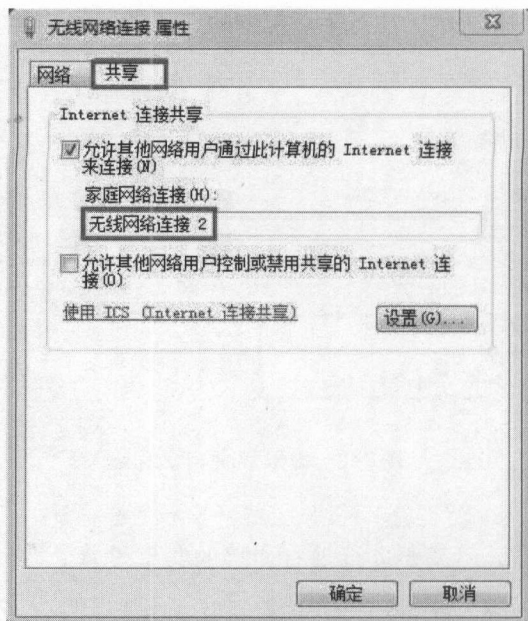 无线网络连接 属性
网络 共享
Internet 连接共享
允许其他网络用户通过此计算机的 Internet 连接
来连接(N)
家庭网络连接(H):
无线网络连接 2
允许其他网络用户控制或禁用共享的 Internet 连
接(O)
使用 ICS (Internet 连接共享)
设置(G)...
确定 取消